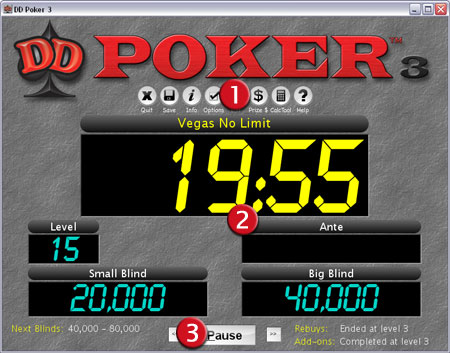 DD Poker 3
DD POKER™ 3
1
Quit Save Info Options Prize $ CalcTool Help
Vegas No Limit
19:55
2
Level Ante
15
Small Blind Big Blind
20,000 40,000
Next Blinds: 40,000 – 80,000
<< 3 Pause >>
Rebuys: Ended at level 3
Add-ons: Completed at level 3